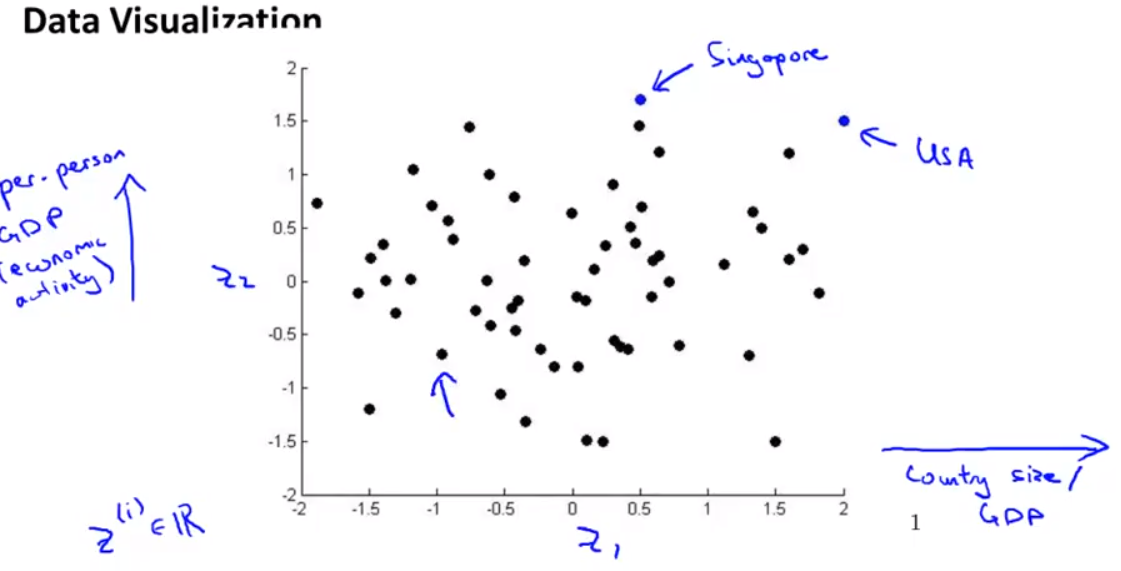 Data Visualization
Singapore
USA
per-person
GDP
(economic
activity)
z2
2
1.5
1
0.5
0
-0.5
-1
-1.5
-2
-2 -1.5 -1 -0.5 0 0.5 1 1.5 2
z1
z(i) ∈ ℝ
Country size/
GDP
1